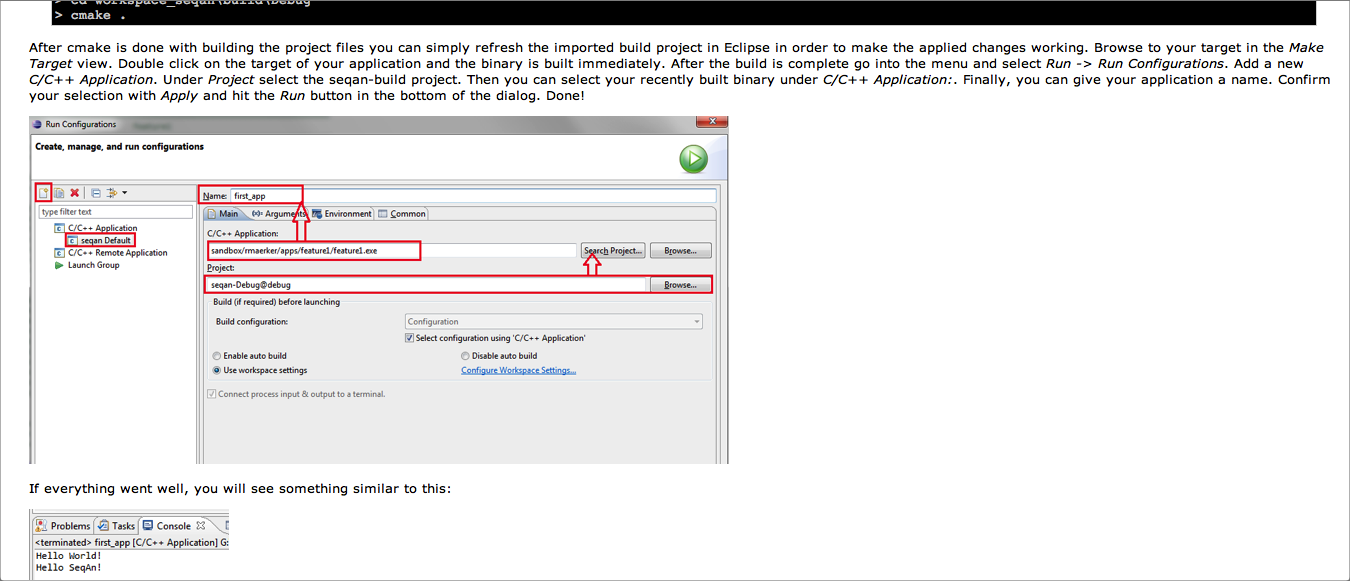 > cd workspace_seqan\build\Debug
> cmake .
After cmake is done with building the project files you can simply refresh the imported build project in Eclipse in order to make the applied changes working. Browse to your target in the Make
Target view. Double click on the target of your application and the binary is built immediately. After the build is complete go into the menu and select Run -> Run Configurations. Add a new
C/C++ Application. Under Project select the seqan-build project. Then you can select your recently built binary under C/C++ Application:. Finally, you can give your application a name. Confirm
your selection with Apply and hit the Run button in the bottom of the dialog. Done!
Run Configurations
Create, manage, and run configurations
Name: first_app
type filter text
Main Arguments Environment Common
C/C++ Application
seqan Default
C/C++ Remote Application
Launch Group
C/C++ Application:
sandbox/rmaerker/apps/feature1/feature1.exe Search Project... Browse...
Project:
seqan-Debug@debug Browse...
Build (if required) before launching
Build configuration: Configuration
Select configuration using 'C/C++ Application'
Enable auto build Disable auto build
Use workspace settings Configure Workspace Settings...
Connect process input & output to a terminal.
If everything went well, you will see something similar to this:
Problems Tasks Console
<terminated> first_app [C/C++ Application] G:
Hello World!
Hello SeqAn!